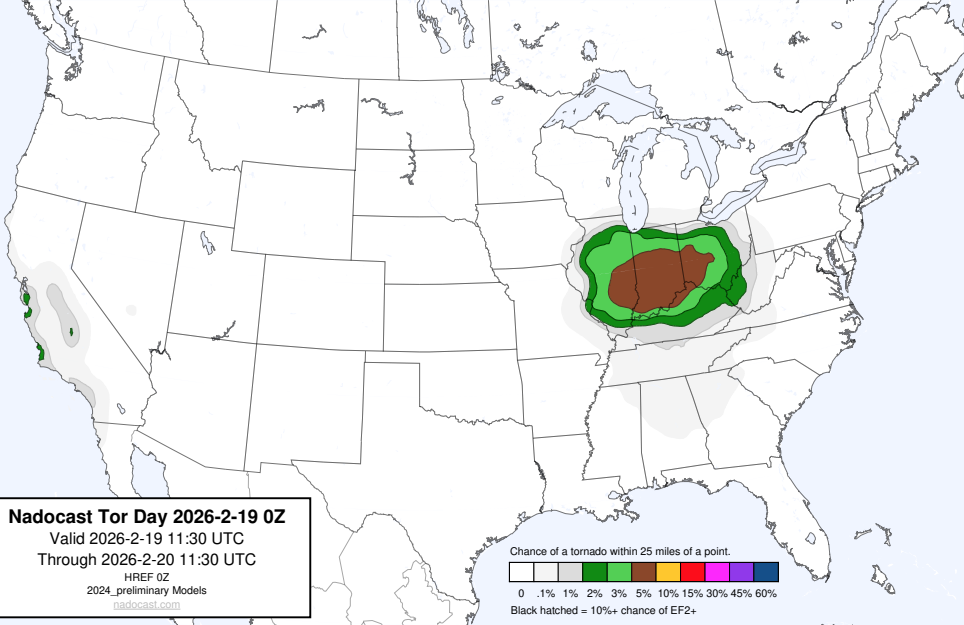 Nadocast Tor Day 2026-2-19 0Z
Valid 2026-2-19 11:30 UTC
Through 2026-2-20 11:30 UTC
HREF 0Z
2024_preliminary Models
nadocast.com
Chance of a tornado within 25 miles of a point.
0 .1% 1% 2% 3% 5% 10% 15% 30% 45% 60%
Black hatched = 10%+ chance of EF2+